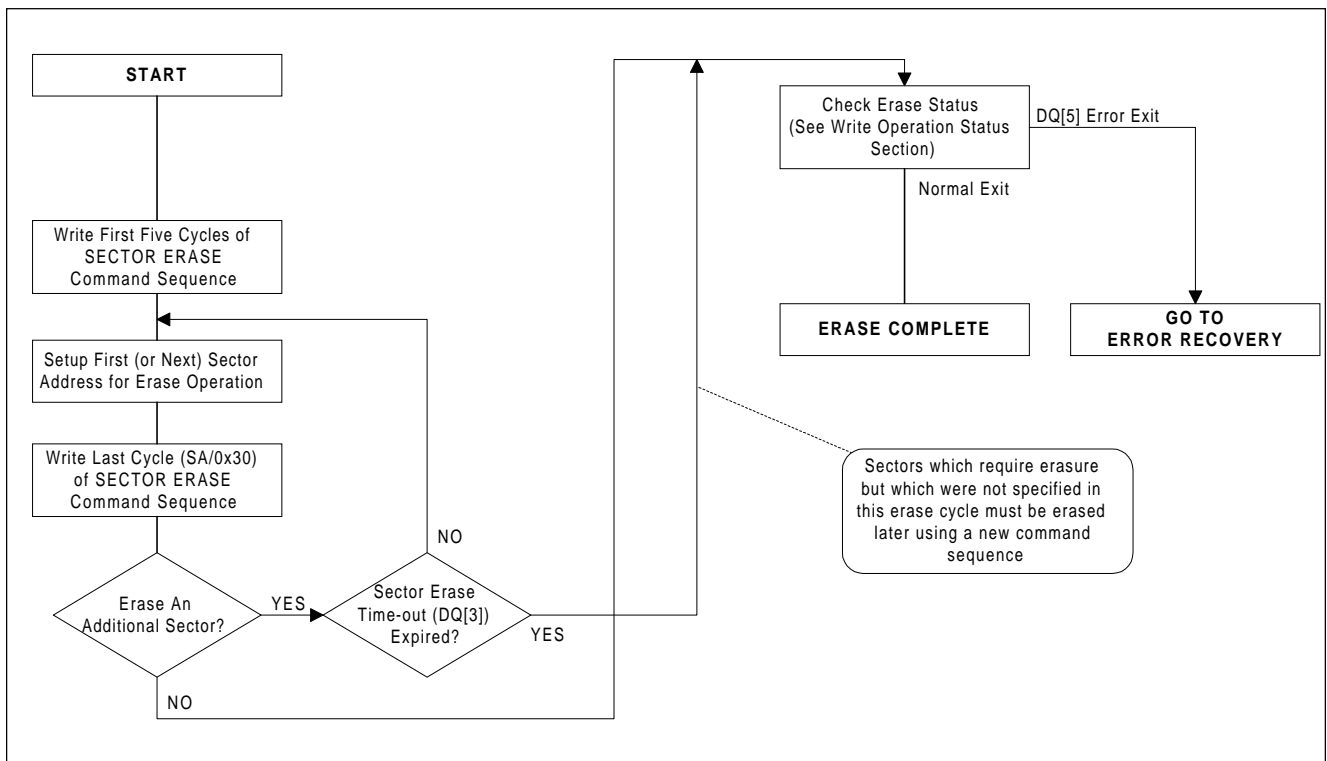 START
Write First Five Cycles of
SECTOR ERASE
Command Sequence
Setup First (or Next) Sector
Address for Erase Operation
Write Last Cycle (SA/0x30)
of SECTOR ERASE
Command Sequence
Erase An
Additional Sector?
YES
NO
Sector Erase
Time-out (DQ[3])
Expired?
NO
YES
Check Erase Status
(See Write Operation Status
Section)
DQ[5] Error Exit
Normal Exit
ERASE COMPLETE
GO TO
ERROR RECOVERY
Sectors which require erasure
but which were not specified in
this erase cycle must be erased
later using a new command
sequence